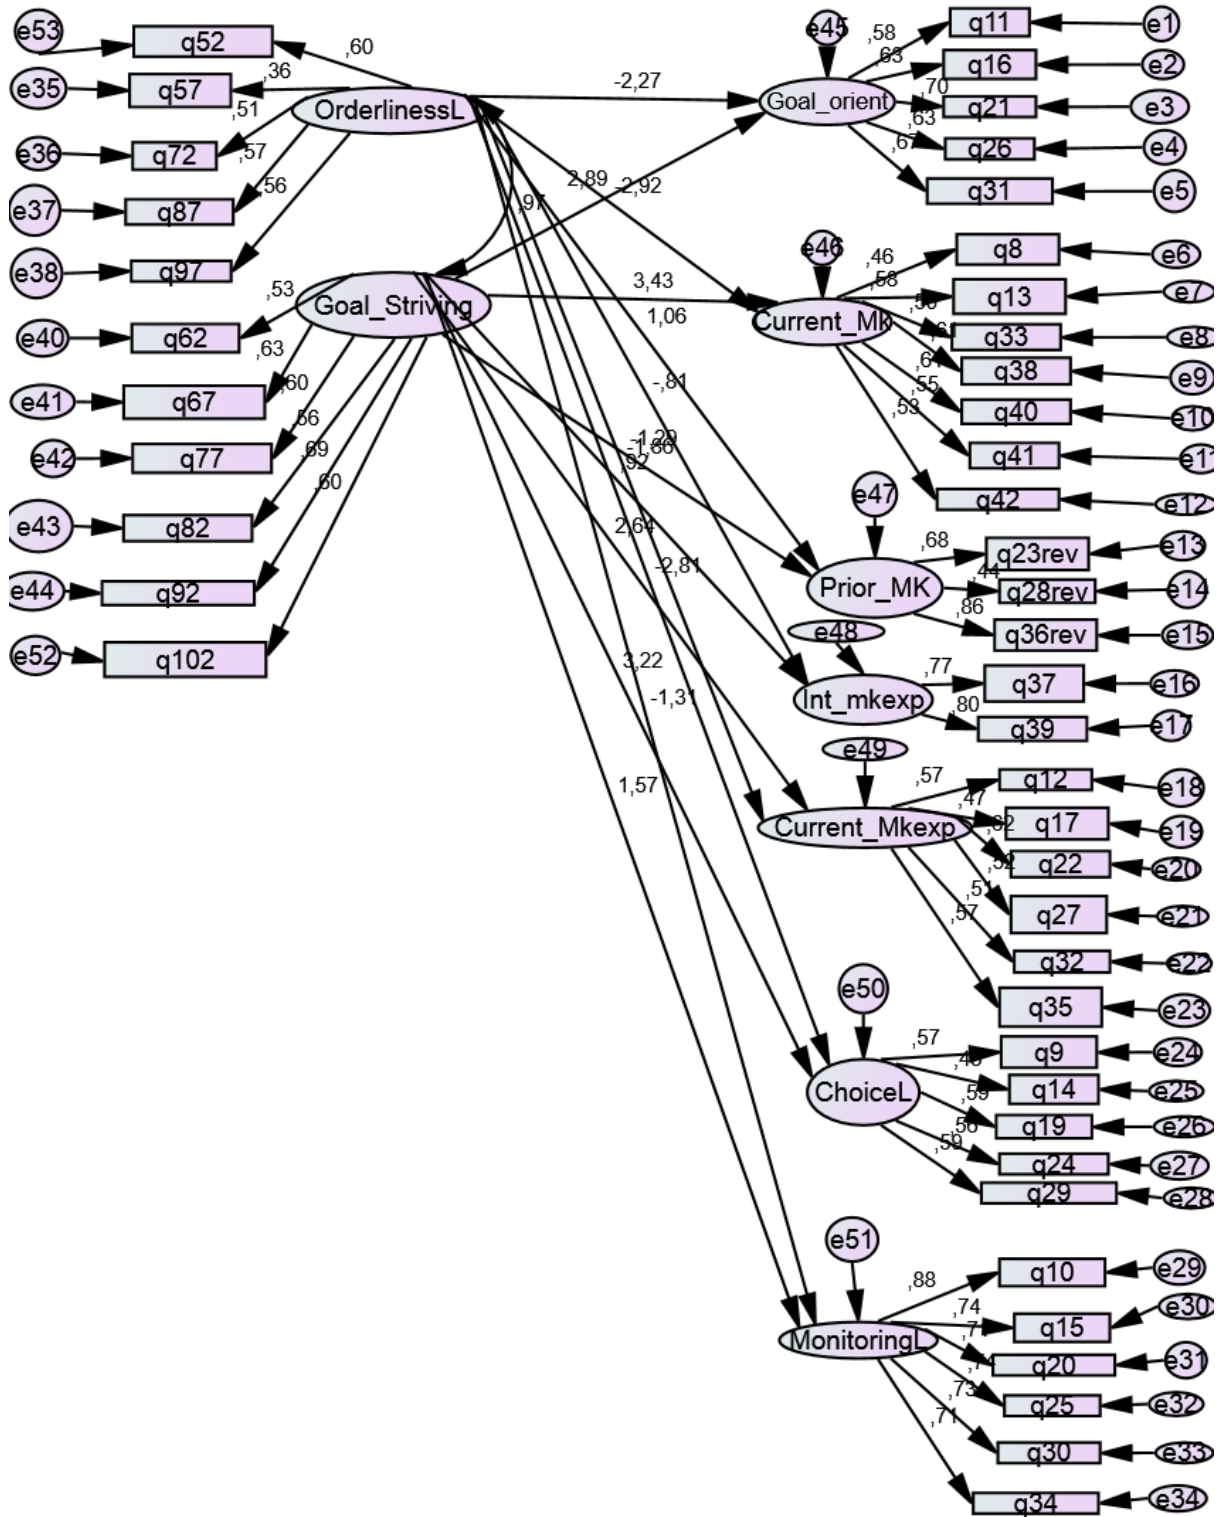 e53
q52
,60
e35
q57
,36
OrderlinessL
,51
e36
q72
,57
e37
q87
,56
e38
q97
,97
Goal_Striving
,53
e40
q62
,63
e41
q67
,60
e42
q77
,56
,69
e43
q82
,60
e44
q92
e52
q102
-2,27
2,89
-2,92
3,43
1,06
-,81
-1,29
,92
2,64
-2,81
3,22
-1,31
1,57
e45
Goal_orient
,58
q11
e1
,63
q16
e2
,70
q21
e3
,63
q26
e4
,67
q31
e5
e46
Current_Mk
,46
q8
e6
,58
q13
e7
q33
e8
q38
e9
,55
q40
e10
,53
q41
q42
e12
e47
Prior_MK
,68
q23rev
e13
,44
q28rev
e14
,86
q36rev
e15
e48
Int_mkexp
,77
q37
e16
,80
q39
e17
e49
Current_Mkexp
,57
q12
e18
,47
q17
e19
q22
e20
q27
e21
q32
e22
,57
q35
e23
e50
ChoiceL
,57
q9
e24
q14
e25
,59
q19
e26
,56
q24
e27
,59
q29
e28
e51
MonitoringL
,88
q10
e29
,74
q15
e30
q20
e31
q25
e32
,73
q30
e33
,71
q34
e34